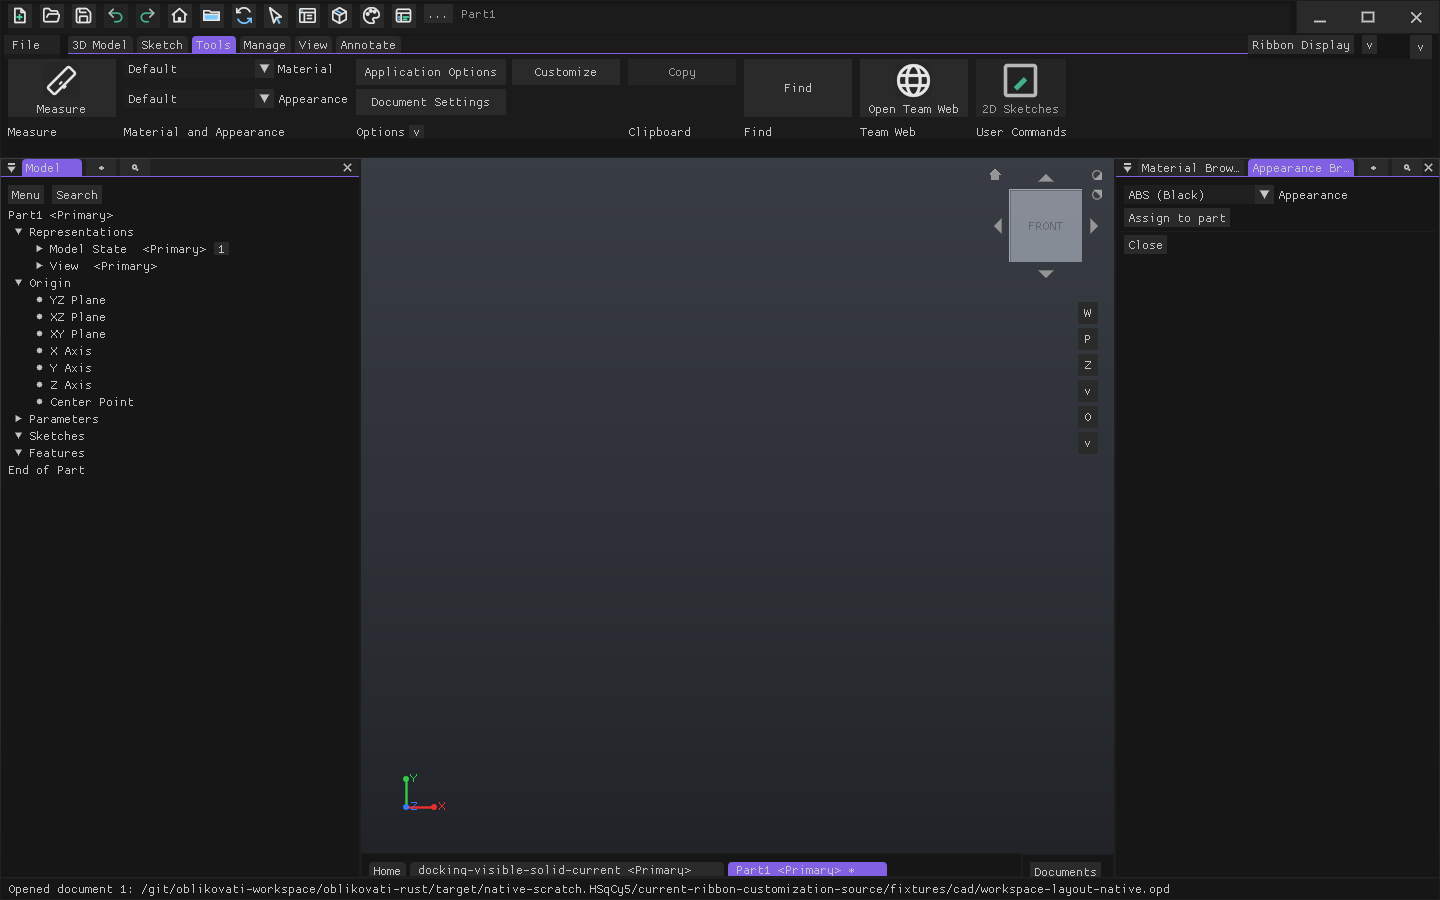 ... Part1
File 3D Model Sketch Tools Manage View Annotate Ribbon Display v v
Default Material
Application Options Customize Copy
Find
Measure
Default Appearance
Document Settings
Open Team Web 2D Sketches
Measure Material and Appearance Options v Clipboard Find Team Web User Commands
Model
Menu Search
Part1 <Primary>
Representations
Model State <Primary> 1
View <Primary>
Origin
YZ Plane
XZ Plane
XY Plane
X Axis
Y Axis
Z Axis
Center Point
Parameters
Sketches
Features
End of Part
FRONT
W
P
Z
v
O
v
Y
Z X
Material Brow… Appearance Br…
ABS (Black) Appearance
Assign to part
Close
Home docking-visible-solid-current <Primary> Part1 <Primary> * Documents
Opened document 1: /git/oblikovati-workspace/oblikovati-rust/target/native-scratch.HSqCy5/current-ribbon-customization-source/fixtures/cad/workspace-layout-native.opd